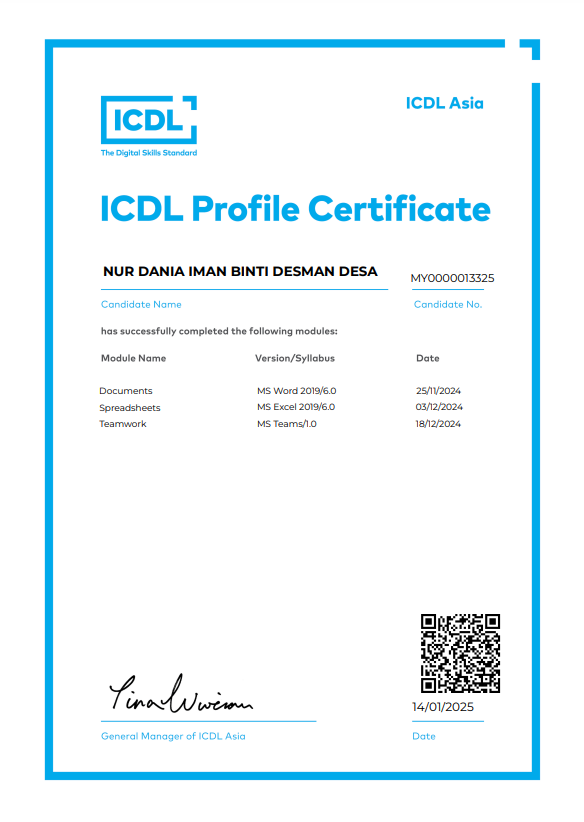 ICDL Asia
ICDL
The Digital Skills Standard
ICDL Profile Certificate
NUR DANIA IMAN BINTI DESMAN DESA
MY0000013325
Candidate Name Candidate No.
has successfully completed the following modules:
Module Name Version/Syllabus Date
Documents MS Word 2019/6.0 25/11/2024
Spreadsheets MS Excel 2019/6.0 03/12/2024
Teamwork MS Teams/1.0 18/12/2024
14/01/2025
General Manager of ICDL Asia Date